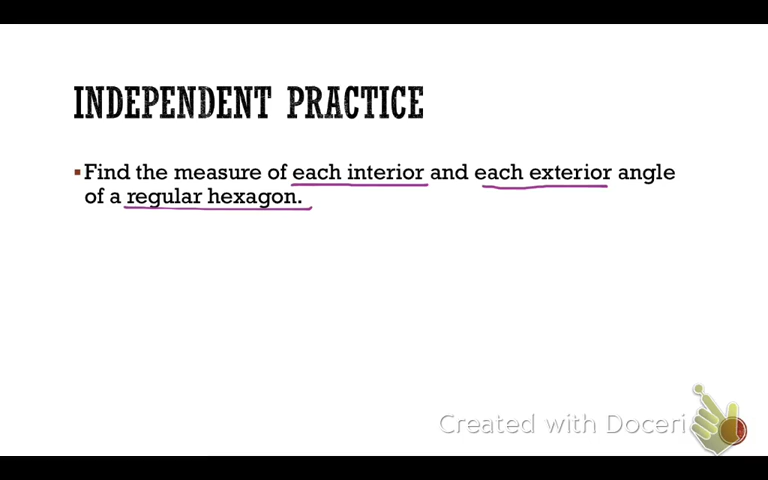 INDEPENDENT PRACTICE
▪Find the measure of each interior and each exterior angle
of a regular hexagon.
Created with Doceri